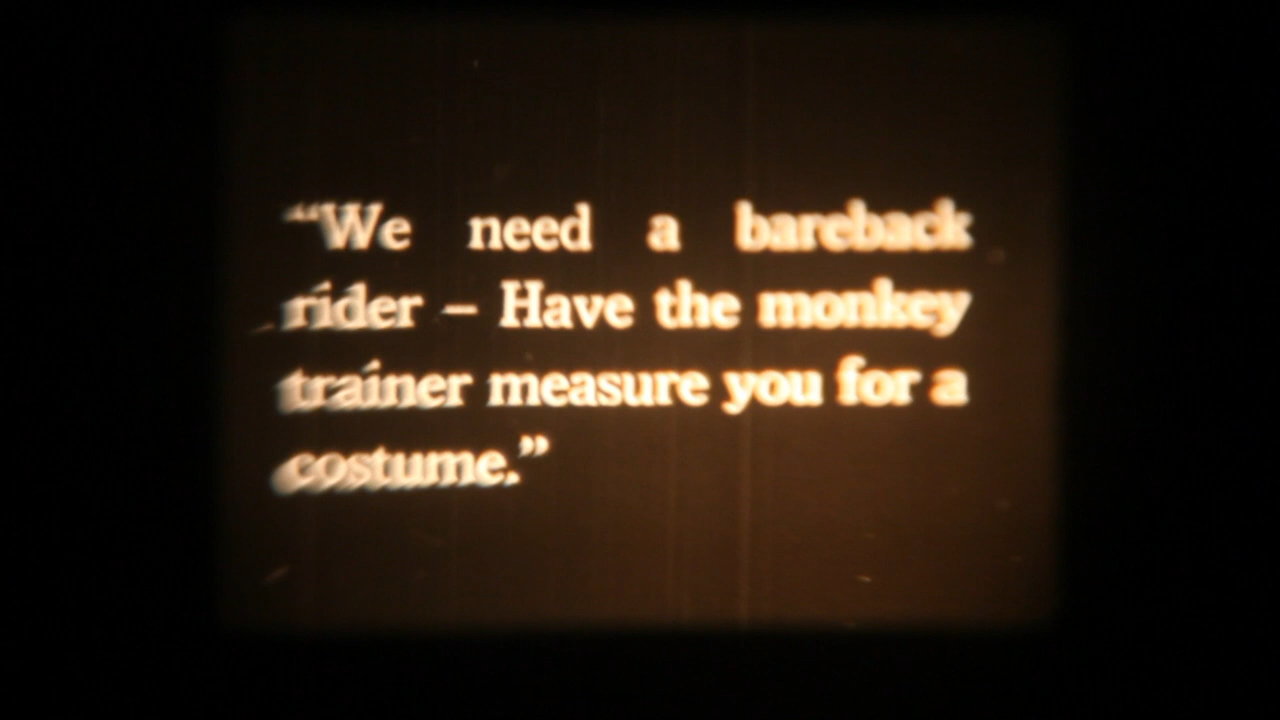 “We need a bareback
rider – Have the monkey
trainer measure you for a
costume.”